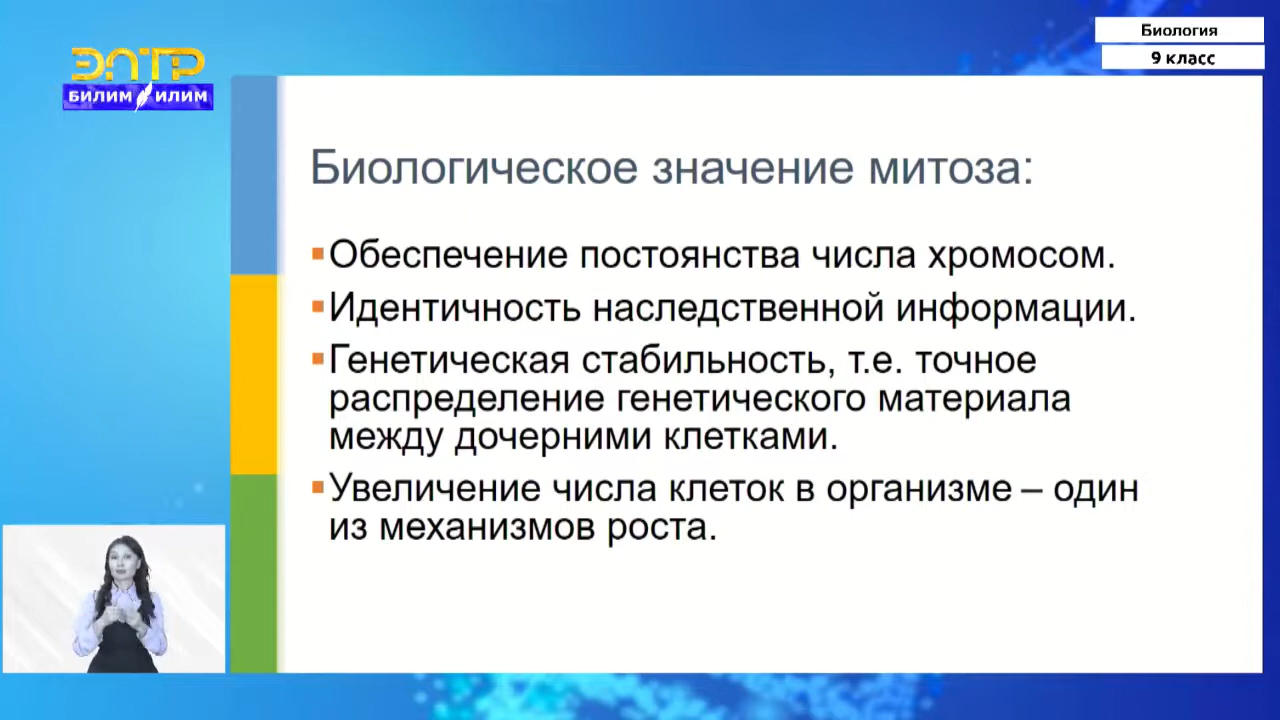 Биология
9 класс
ЭЛТР
БИЛИМ ИЛИМ
Биологическое значение митоза:
Обеспечение постоянства числа хромосом.
Идентичность наследственной информации.
Генетическая стабильность, т.е. точное
распределение генетического материала
между дочерними клетками.
Увеличение числа клеток в организме – один
из механизмов роста.